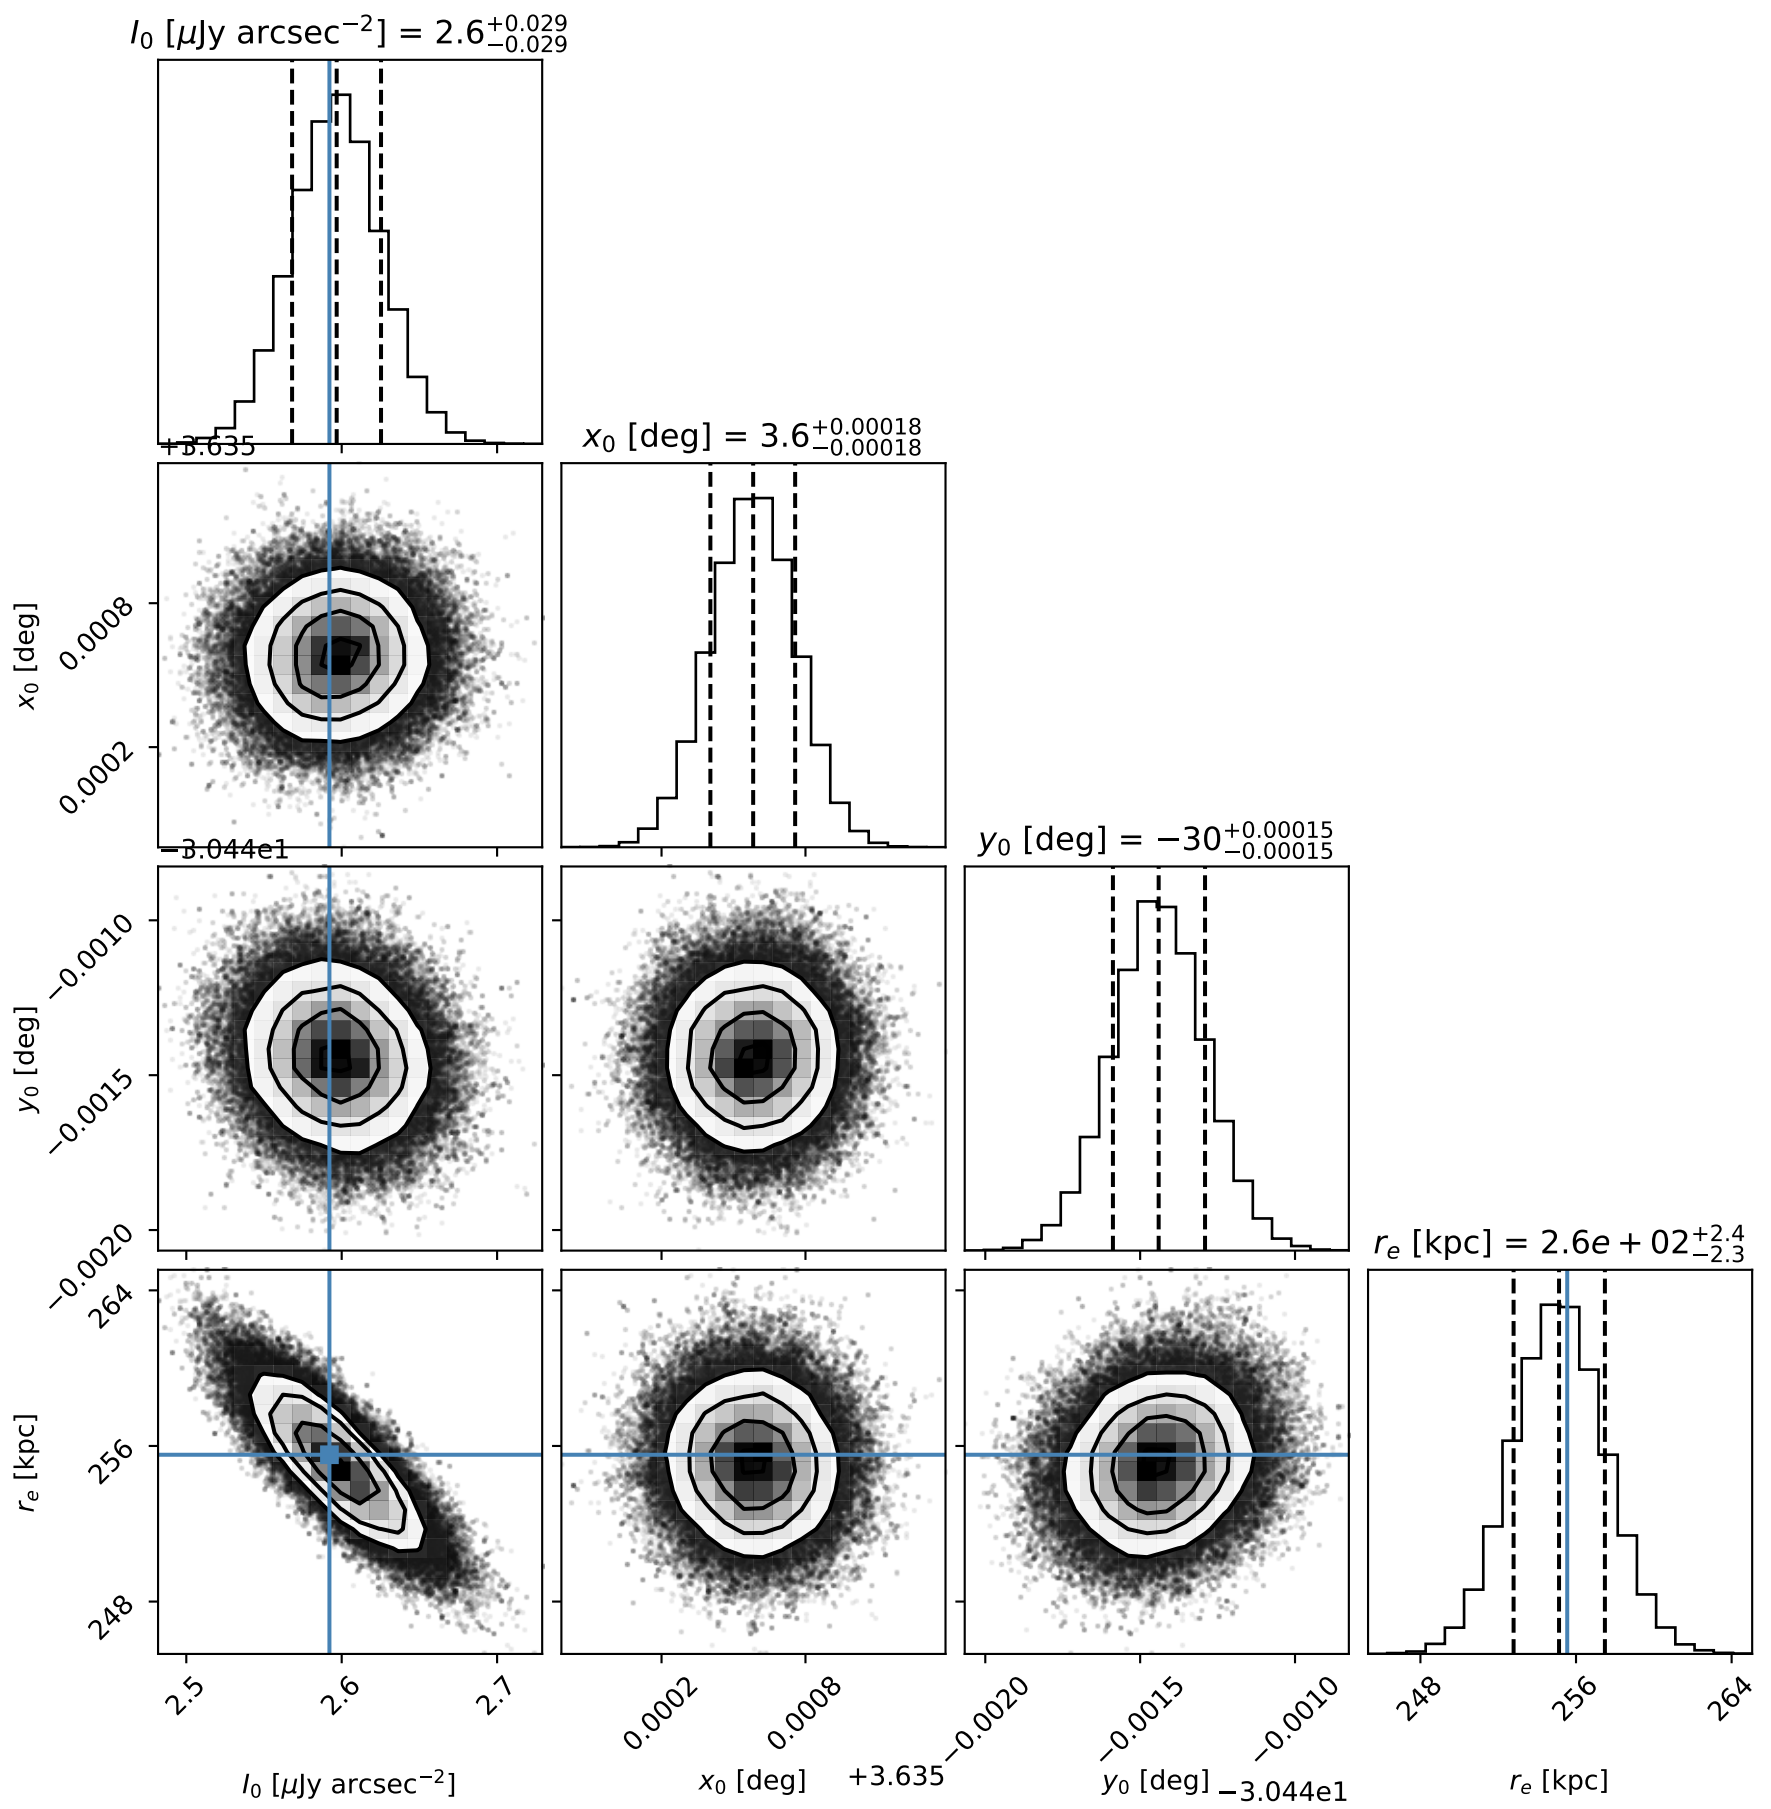 I₀ [μJy arcsec⁻²] = 2.6 +0.029 −0.029
+3.635
x₀ [deg] = 3.6 +0.00018 −0.00018
x₀ [deg]
0.0008
0.0002
−3.044e1
y₀ [deg] = −30 +0.00015 −0.00015
y₀ [deg]
−0.0010
−0.0015
−0.0020
r_e [kpc] = 2.6e + 02 +2.4 −2.3
r_e [kpc]
264
256
248
2.5 2.6 2.7
0.0002 0.0008
−0.0020 −0.0015 −0.0010
248 256 264
I₀ [μJy arcsec⁻²]
x₀ [deg]
+3.635
y₀ [deg]
−3.044e1
r_e [kpc]